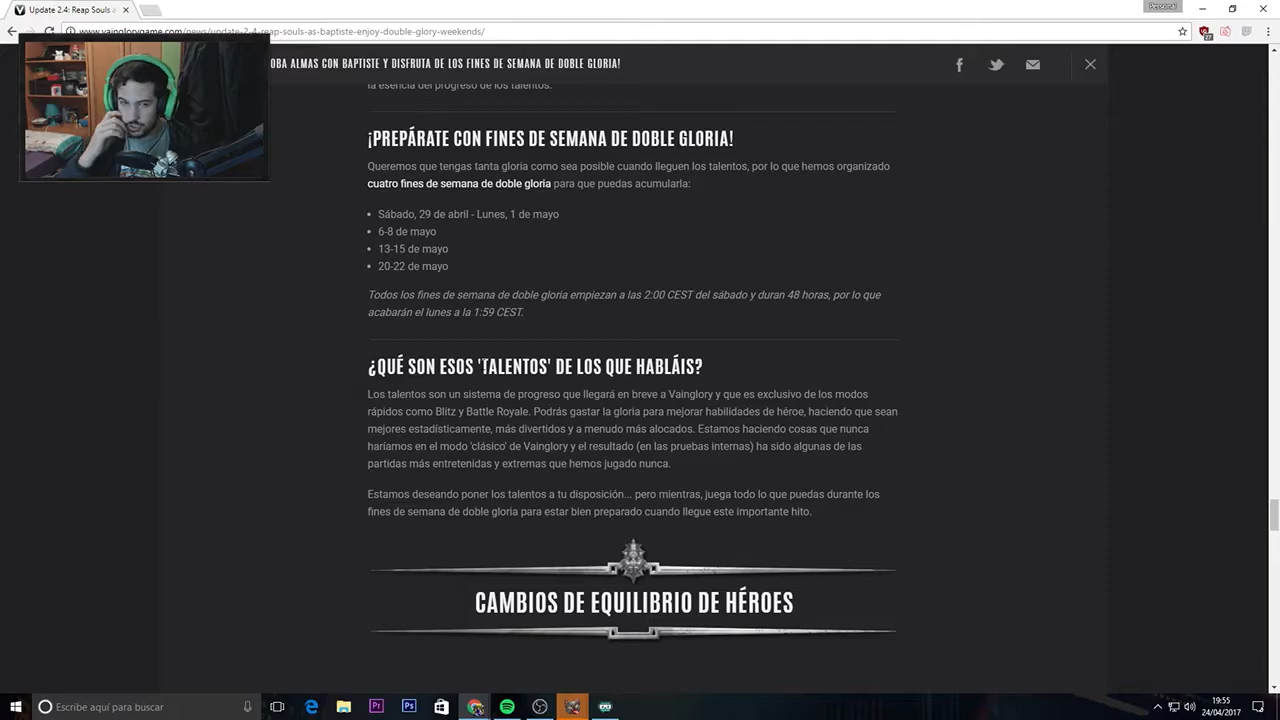 Update 2.4: Reap Souls a
Personal
www.vainglorygame.com/news/update-2-4-reap-souls-as-baptiste-enjoy-double-glory-weekends/
OBA ALMAS CON BAPTISTE Y DISFRUTA DE LOS FINES DE SEMANA DE DOBLE GLORIA!
la esencia del progreso de los talentos.
¡PREPÁRATE CON FINES DE SEMANA DE DOBLE GLORIA!
Queremos que tengas tanta gloria como sea posible cuando lleguen los talentos, por lo que hemos organizado
cuatro fines de semana de doble gloria para que puedas acumularla:
• Sábado, 29 de abril - Lunes, 1 de mayo
• 6-8 de mayo
• 13-15 de mayo
• 20-22 de mayo
Todos los fines de semana de doble gloria empiezan a las 2:00 CEST del sábado y duran 48 horas, por lo que
acabarán el lunes a la 1:59 CEST.
¿QUÉ SON ESOS 'TALENTOS' DE LOS QUE HABLÁIS?
Los talentos son un sistema de progreso que llegará en breve a Vainglory y que es exclusivo de los modos
rápidos como Blitz y Battle Royale. Podrás gastar la gloria para mejorar habilidades de héroe, haciendo que sean
mejores estadísticamente, más divertidos y a menudo más alocados. Estamos haciendo cosas que nunca
haríamos en el modo 'clásico' de Vainglory y el resultado (en las pruebas internas) ha sido algunas de las
partidas más entretenidas y extremas que hemos jugado nunca.
Estamos deseando poner los talentos a tu disposición... pero mientras, juega todo lo que puedas durante los
fines de semana de doble gloria para estar bien preparado cuando llegue este importante hito.
CAMBIOS DE EQUILIBRIO DE HÉROES
Escribe aquí para buscar
19:55
24/04/2017